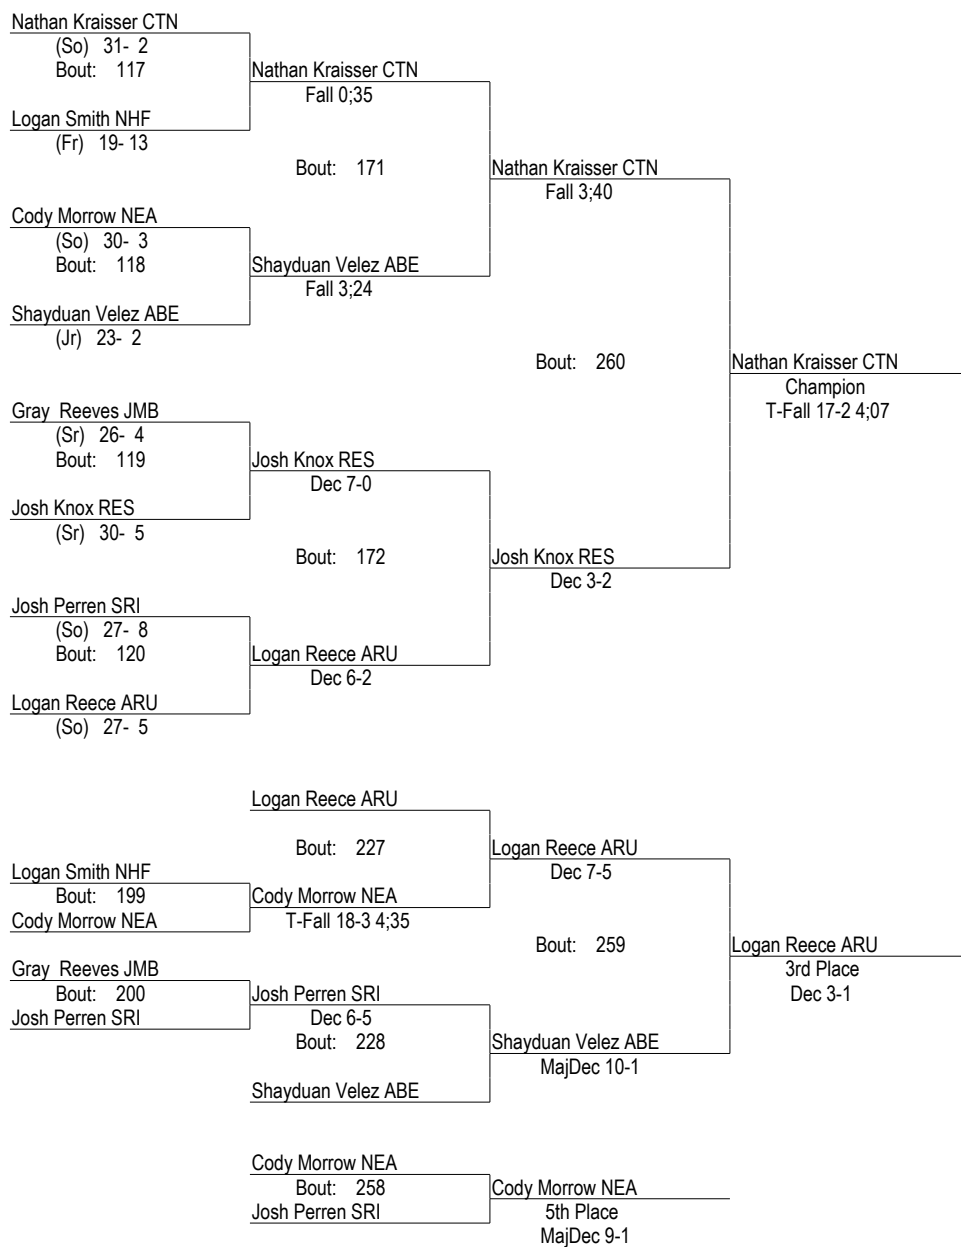 Nathan Kraisser CTN
(So) 31- 2
Bout: 117
Nathan Kraisser CTN
Fall 0;35
Logan Smith NHF
(Fr) 19- 13
Bout: 171
Nathan Kraisser CTN
Fall 3;40
Cody Morrow NEA
(So) 30- 3
Bout: 118
Shayduan Velez ABE
Fall 3;24
Shayduan Velez ABE
(Jr) 23- 2
Bout: 260
Nathan Kraisser CTN
Champion
T-Fall 17-2 4;07
Gray Reeves JMB
(Sr) 26- 4
Bout: 119
Josh Knox RES
Dec 7-0
Josh Knox RES
(Sr) 30- 5
Bout: 172
Josh Knox RES
Dec 3-2
Josh Perren SRI
(So) 27- 8
Bout: 120
Logan Reece ARU
Dec 6-2
Logan Reece ARU
(So) 27- 5
Logan Reece ARU
Bout: 227
Logan Reece ARU
Dec 7-5
Logan Smith NHF
Bout: 199
Cody Morrow NEA
Cody Morrow NEA
T-Fall 18-3 4;35
Bout: 259
Logan Reece ARU
3rd Place
Dec 3-1
Gray Reeves JMB
Bout: 200
Josh Perren SRI
Josh Perren SRI
Dec 6-5
Bout: 228
Shayduan Velez ABE
MajDec 10-1
Shayduan Velez ABE
Cody Morrow NEA
Bout: 258
Josh Perren SRI
Cody Morrow NEA
5th Place
MajDec 9-1